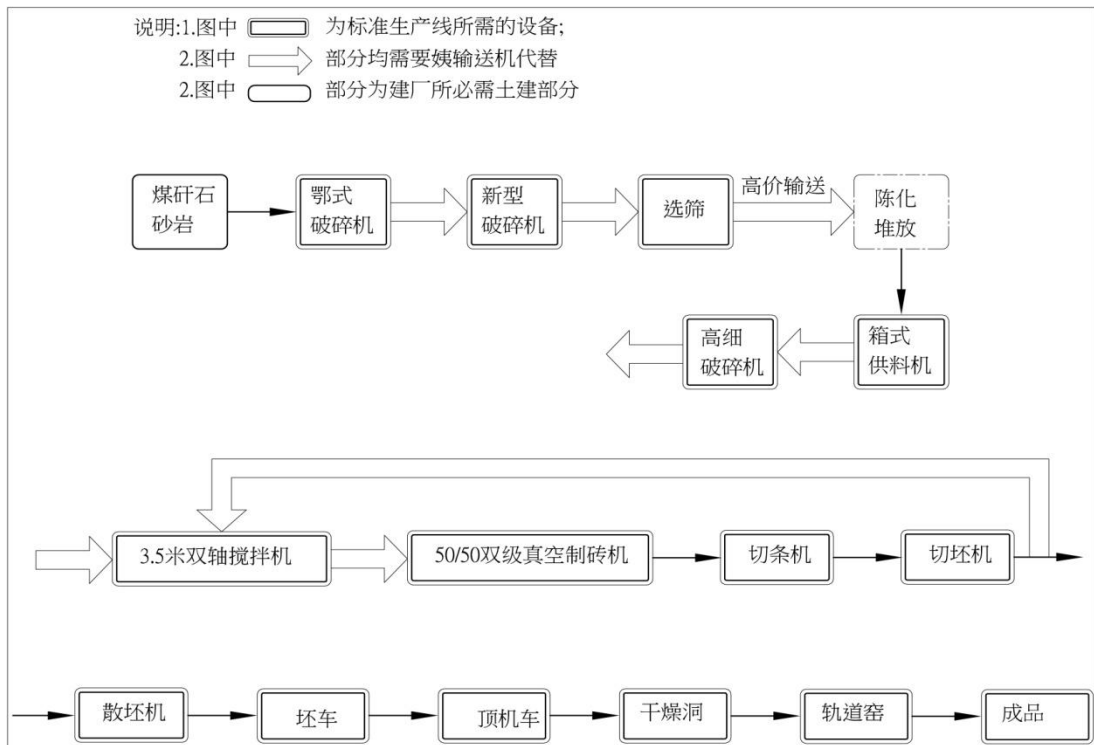 说明:1.图中 为标准生产线所需的设备;
2.图中 部分均需要姨输送机代替
2.图中 部分为建厂所必需土建部分
煤矸石
砂岩
鄂式
破碎机
新型
破碎机
选筛
高价输送
陈化
堆放
高细
破碎机
箱式
供料机
3.5米双轴搅拌机
50/50双级真空制砖机
切条机
切坯机
散坯机
坯车
顶机车
干燥洞
轨道窑
成品